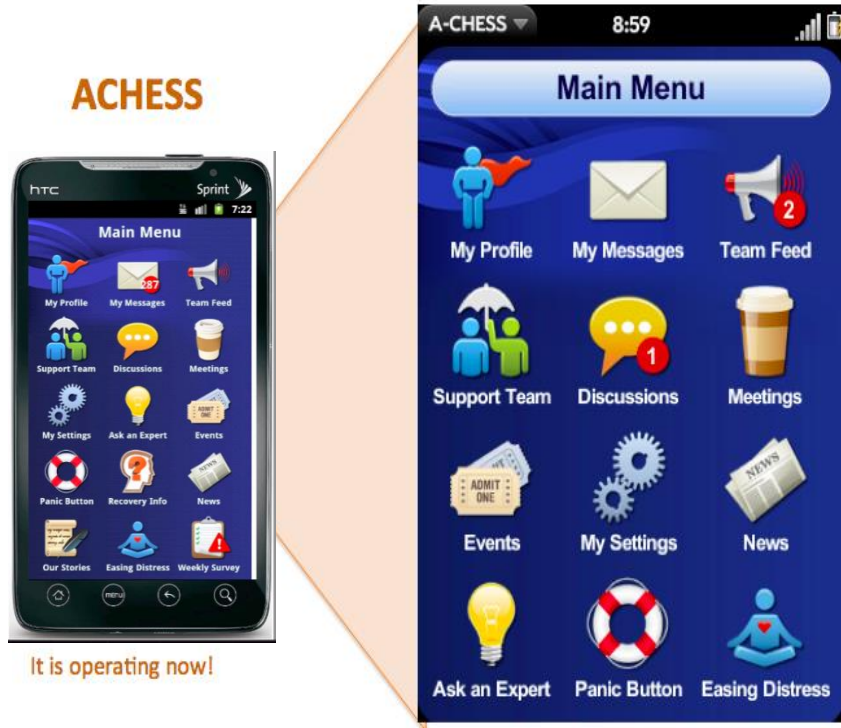 ACHESS
hTC Sprint
7:22
Main Menu
287
My Profile My Messages Team Feed
Support Team Discussions Meetings
ADMIT
ONE
My Settings Ask an Expert Events
NEWS
Panic Button Recovery Info News
Our Stories Easing Distress Weekly Survey
MENU
It is operating now!
A-CHESS 8:59
Main Menu
2
My Profile My Messages Team Feed
1
Support Team Discussions Meetings
ADMIT
ONE
NEWS
Events My Settings News
Ask an Expert Panic Button Easing Distress